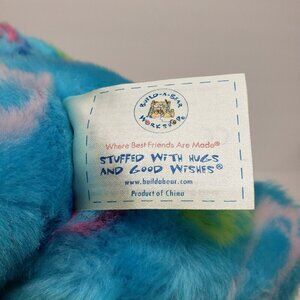 BUILD-A-BEAR
WORKSHOP
Where Best Friends Are Made®
STUFFED WITH HUGS
AND GOOD WISHES®
www.buildabear.com
Product of China